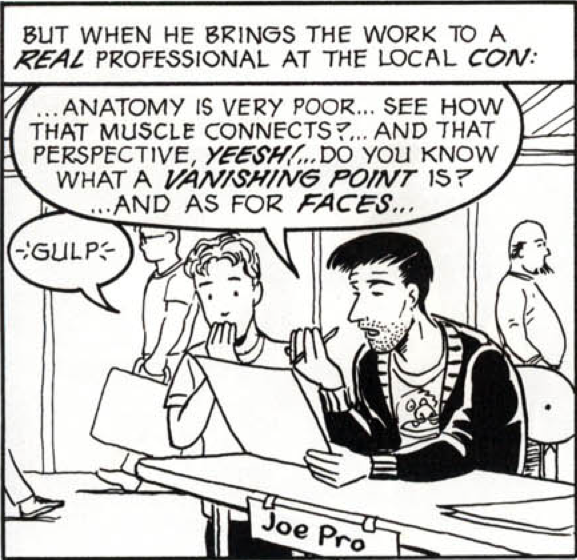 BUT WHEN HE BRINGS THE WORK TO A
REAL PROFESSIONAL AT THE LOCAL CON:
...ANATOMY IS VERY POOR... SEE HOW
THAT MUSCLE CONNECTS?... AND THAT
PERSPECTIVE, YEESH!...DO YOU KNOW
WHAT A VANISHING POINT IS?
...AND AS FOR FACES...
-GULP-
Joe Pro